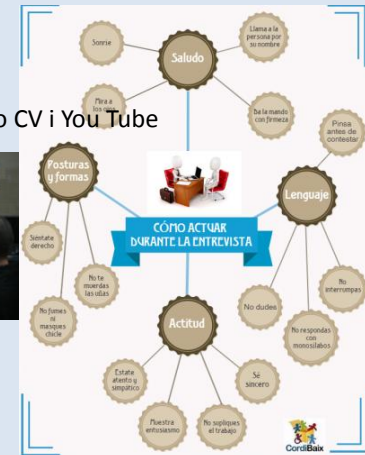 o CV i You Tube
Saludo
Sonríe
Llama a la
persona por
su nombre
Mira a
los ojos
Da la mano
con firmeza
Posturas
y formas
Siéntate
derecho
No te
muerdas
las uñas
No fumes
ni
masques
chicle
CÓMO ACTUAR
DURANTE LA ENTREVISTA
Lenguaje
Pinsa
antes de
contestar
No
interrumpas
No dudes
No respondas
con
monosílabos
Actitud
Estate
atento y
simpático
Muestra
entusiasmo
No supliques
el trabajo
Sé
sincero
CordiBaix